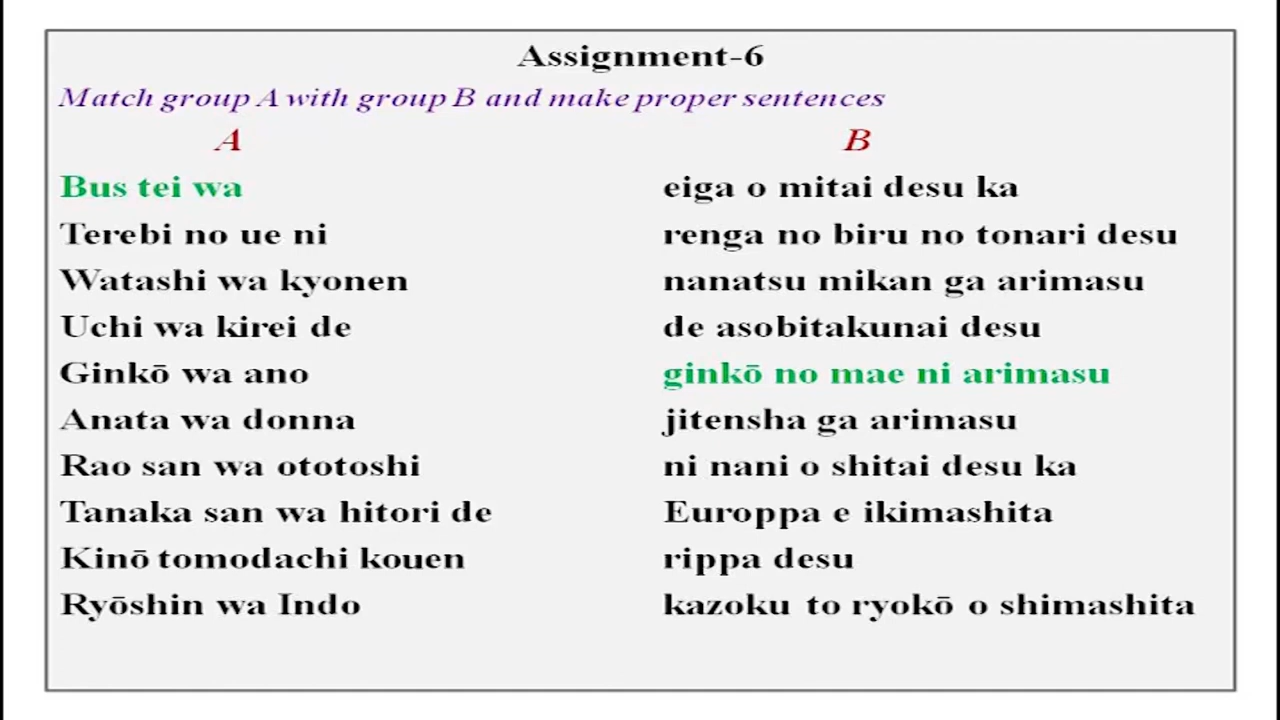 Assignment-6
Match group A with group B and make proper sentences
A B
Bus tei wa eiga o mitai desu ka
Terebi no ue ni renga no biru no tonari desu
Watashi wa kyonen nanatsu mikan ga arimasu
Uchi wa kirei de de asobitakunai desu
Ginkō wa ano ginkō no mae ni arimasu
Anata wa donna jitensha ga arimasu
Rao san wa ototoshi ni nani o shitai desu ka
Tanaka san wa hitori de Europpa e ikimashita
Kinō tomodachi kouen rippa desu
Ryōshin wa Indo kazoku to ryokō o shimashita